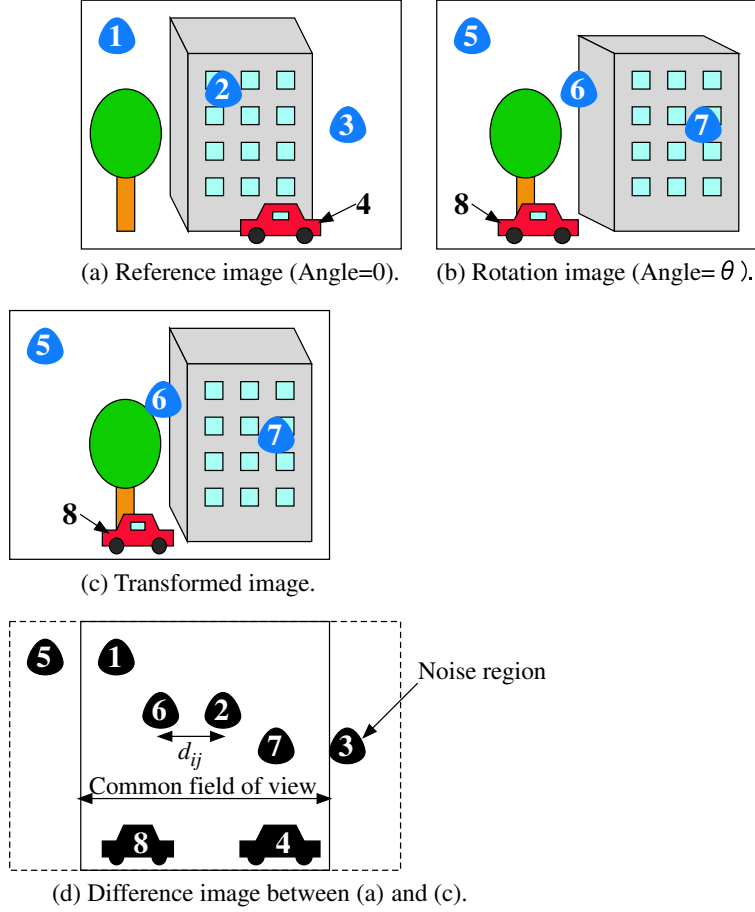 1
2
3
4
(a) Reference image (Angle=0).
5
6
7
8
(b) Rotation image (Angle=θ).
5
6
7
8
(c) Transformed image.
5
1
Noise region
6
2
7
3
d_{ij}
Common field of view
8
4
(d) Difference image between (a) and (c).